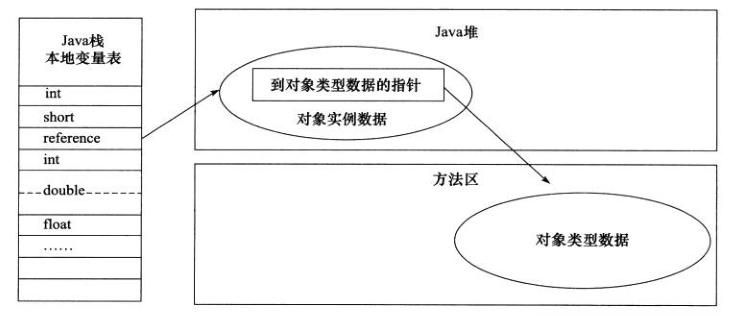 Java栈
本地变量表
int
short
reference
int
double
float
……
Java堆
到对象类型数据的指针
对象实例数据
方法区
对象类型数据